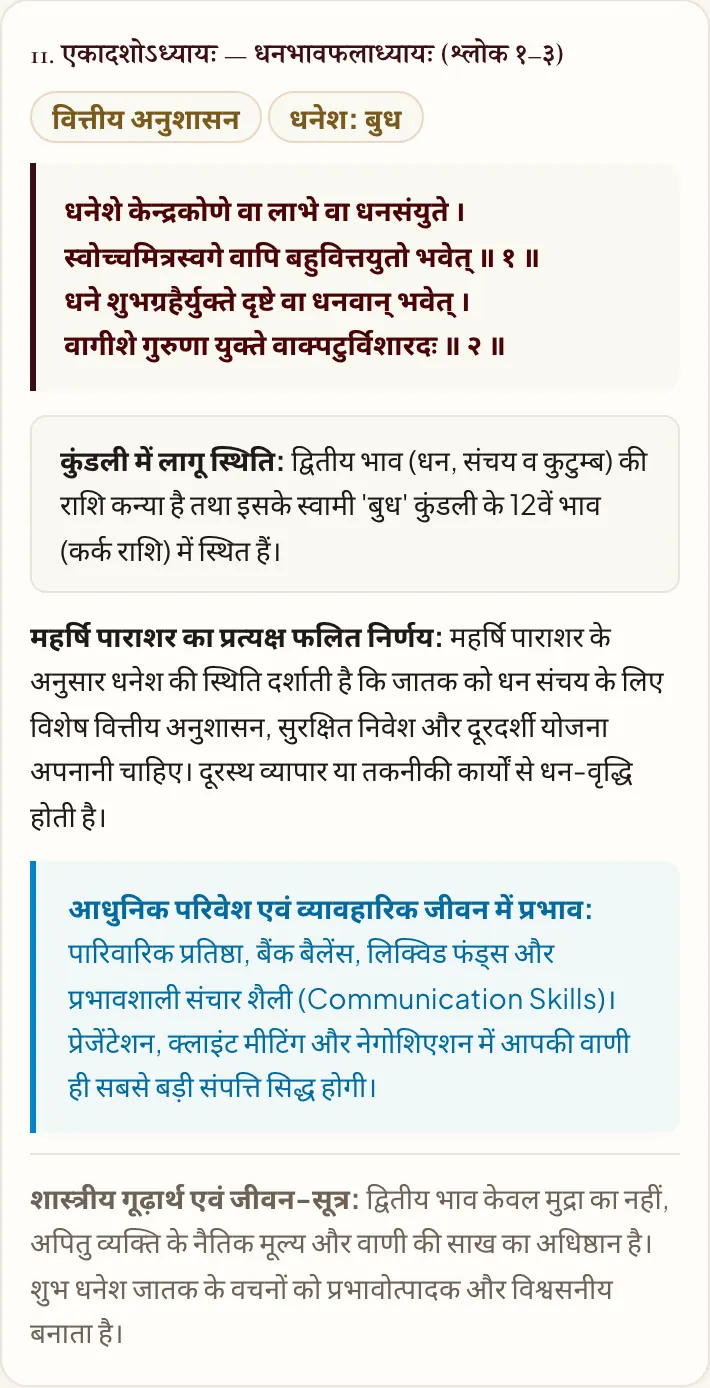 11. एकादशोऽध्यायः — धनभावफलाध्यायः (श्लोक १–३)
वित्तीय अनुशासन धनेश: बुध
धनेशे केन्द्रकोणे वा लाभे वा धनसंयुते ।
स्वोच्चमित्रस्वगे वापि बहुवित्तयुतो भवेत् ॥ १ ॥
धने शुभग्रहैर्युक्ते दृष्टे वा धनवान् भवेत् ।
वागीशे गुरुणा युक्ते वाक्पटुर्विशारदः ॥ २ ॥
कुंडली में लागू स्थिति: द्वितीय भाव (धन, संचय व कुटुम्ब) की
राशि कन्या है तथा इसके स्वामी 'बुध' कुंडली के 12वें भाव
(कर्क राशि) में स्थित हैं।
महर्षि पाराशर का प्रत्यक्ष फलित निर्णय: महर्षि पाराशर के
अनुसार धनेश की स्थिति दर्शाती है कि जातक को धन संचय के लिए
विशेष वित्तीय अनुशासन, सुरक्षित निवेश और दूरदर्शी योजना
अपनानी चाहिए। दूरस्थ व्यापार या तकनीकी कार्यों से धन-वृद्धि
होती है।
आधुनिक परिवेश एवं व्यावहारिक जीवन में प्रभाव:
पारिवारिक प्रतिष्ठा, बैंक बैलेंस, लिक्विड फंड्स और
प्रभावशाली संचार शैली (Communication Skills)।
प्रेजेंटेशन, क्लाइंट मीटिंग और नेगोशिएशन में आपकी वाणी
ही सबसे बड़ी संपत्ति सिद्ध होगी।
शास्त्रीय गूढ़ार्थ एवं जीवन-सूत्र: द्वितीय भाव केवल मुद्रा का नहीं,
अपितु व्यक्ति के नैतिक मूल्य और वाणी की साख का अधिष्ठान है।
शुभ धनेश जातक के वचनों को प्रभावोत्पादक और विश्वसनीय
बनाता है।